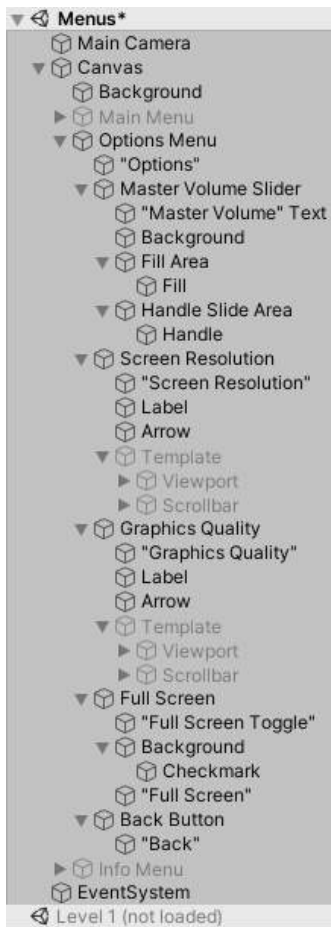 Menus*
Main Camera
Canvas
Background
Main Menu
Options Menu
"Options"
Master Volume Slider
"Master Volume" Text
Background
Fill Area
Fill
Handle Slide Area
Handle
Screen Resolution
"Screen Resolution"
Label
Arrow
Template
Viewport
Scrollbar
Graphics Quality
"Graphics Quality"
Label
Arrow
Template
Viewport
Scrollbar
Full Screen
"Full Screen Toggle"
Background
Checkmark
"Full Screen"
Back Button
"Back"
Info Menu
EventSystem
Level 1 (not loaded)